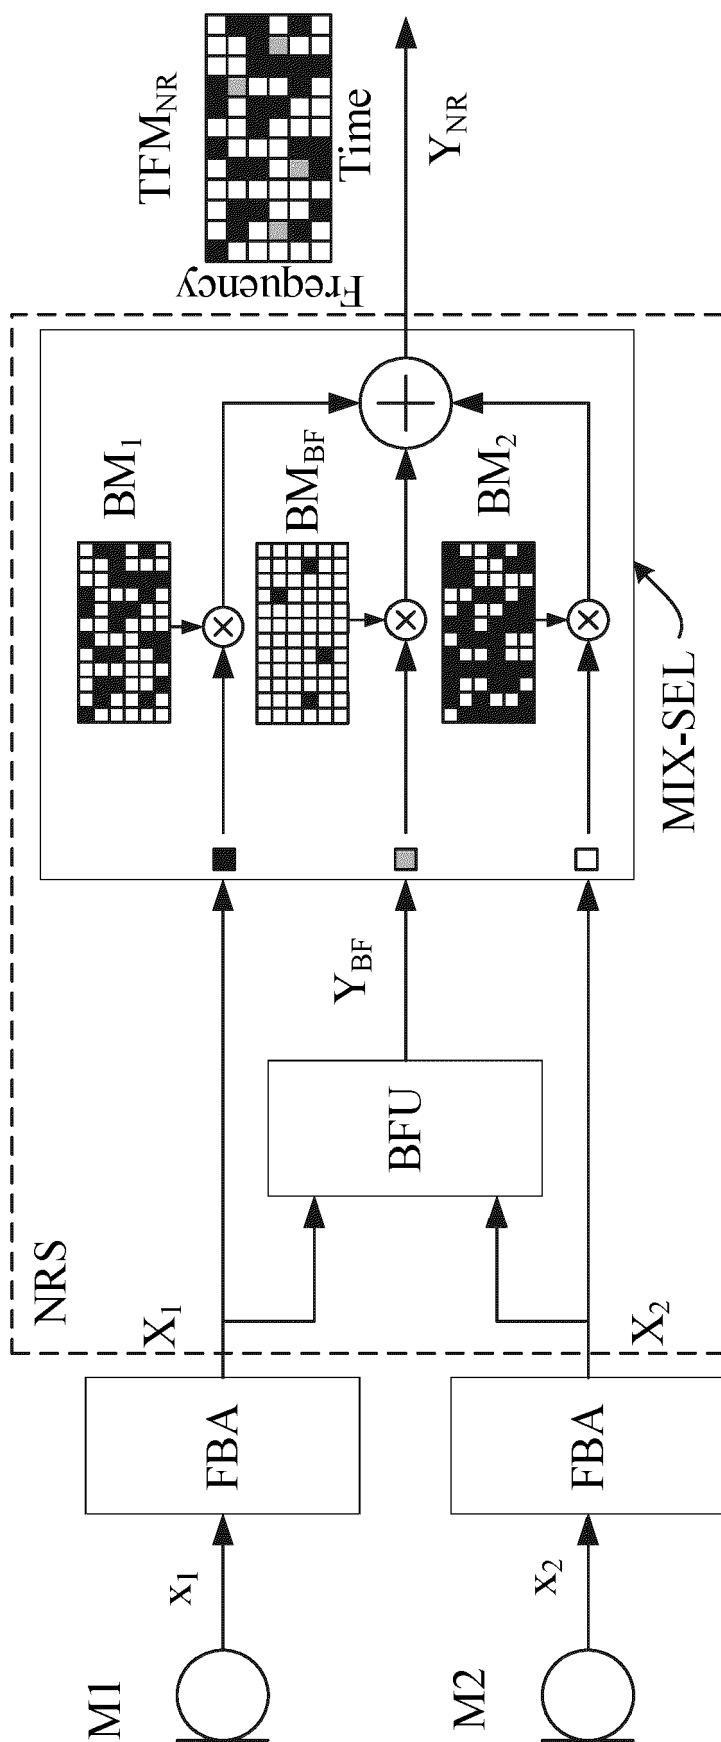 M1
x1
FBA
X1
NRS
M2
x2
FBA
X2
BFU
YBF
BM1
BMBF
BM2
MIX-SEL
TFMNR
Frequency
Time
YNR